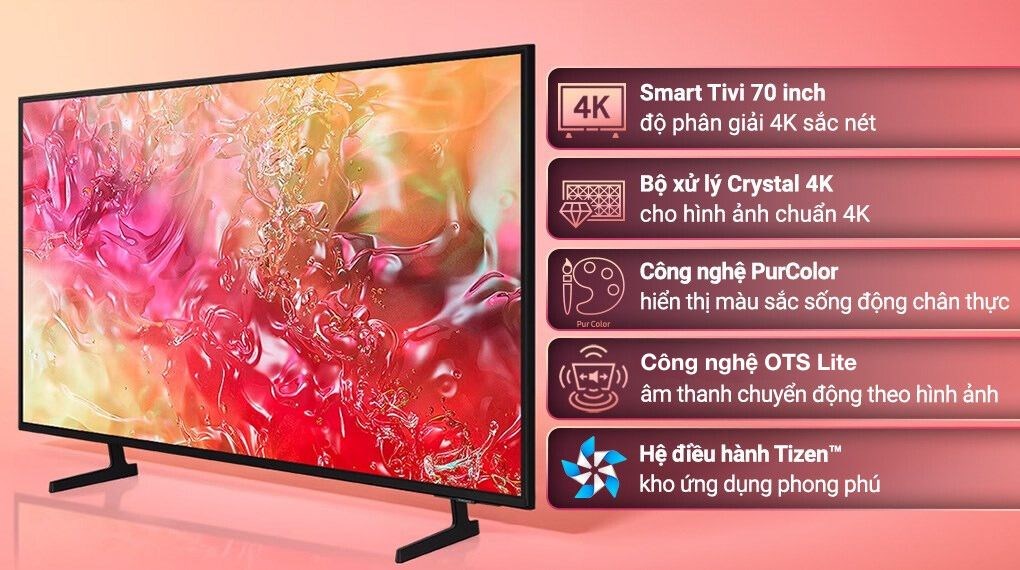 4K
Smart Tivi 70 inch
độ phân giải 4K sắc nét
Bộ xử lý Crystal 4K
cho hình ảnh chuẩn 4K
Pur Color
Công nghệ PurColor
hiển thị màu sắc sống động chân thực
Công nghệ OTS Lite
âm thanh chuyển động theo hình ảnh
Hệ điều hành Tizen™
kho ứng dụng phong phú